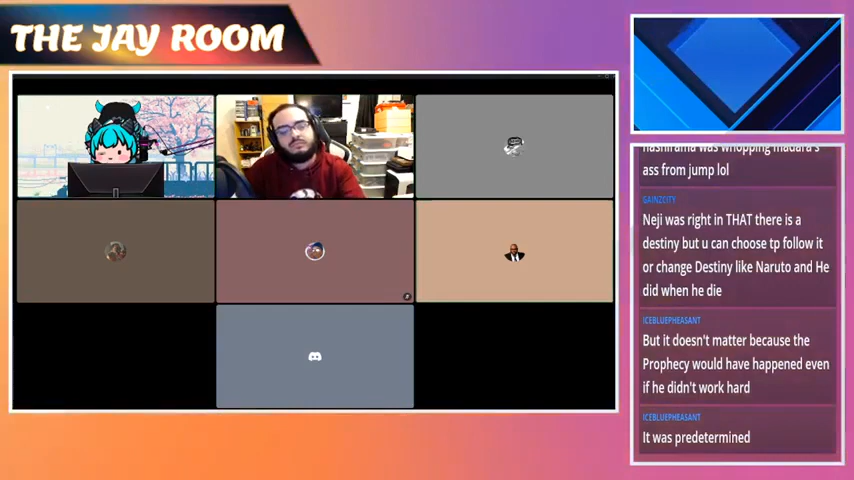 THE JAY ROOM
hashirama was whopping madara's
ass from jump lol
GAINZCITY
Neji was right in THAT there is a
destiny but u can choose tp follow it
or change Destiny like Naruto and He
did when he die
ICEBLUEPHEASANT
But it doesn't matter because the
Prophecy would have happened even
if he didn't work hard
ICEBLUEPHEASANT
It was predetermined